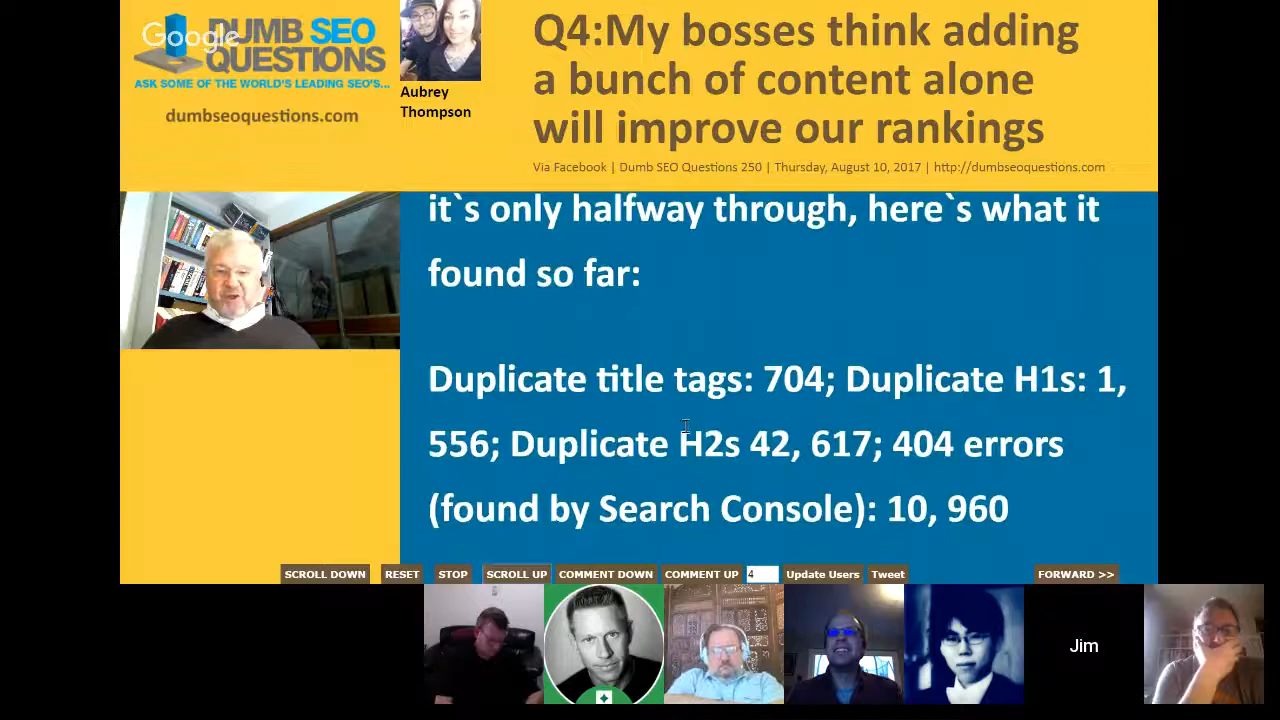 Google
DUMB SEO
QUESTIONS
ASK SOME OF THE WORLD'S LEADING SEO'S...
dumbseoquestions.com
Aubrey
Thompson
Q4:My bosses think adding
a bunch of content alone
will improve our rankings
Via Facebook | Dumb SEO Questions 250 | Thursday, August 10, 2017 | http://dumbseoquestions.com
it`s only halfway through, here`s what it
found so far:
Duplicate title tags: 704; Duplicate H1s: 1,
556; Duplicate H2s 42, 617; 404 errors
(found by Search Console): 10, 960
SCROLL DOWN RESET STOP SCROLL UP COMMENT DOWN COMMENT UP 4 Update Users Tweet FORWARD >>
Jim